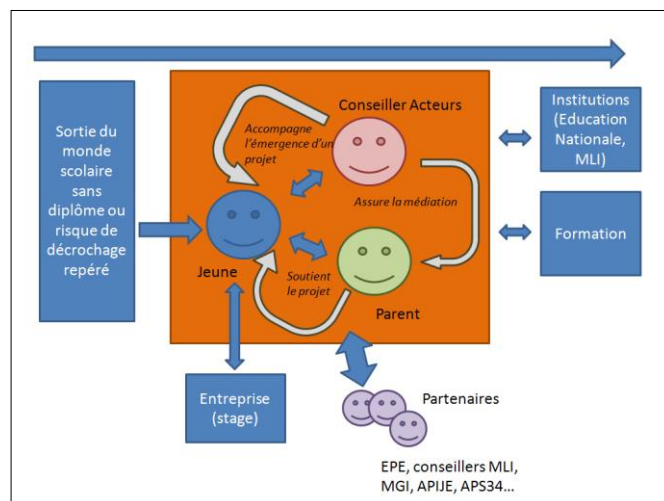 Sortie du
monde
scolaire
sans
diplôme ou
risque de
décrochage
repéré
Conseiller Acteurs
Accompagne
l'émergence d'un
projet
Assure la médiation
Jeune
Soutient
le projet
Parent
Institutions
(Education
Nationale,
MLI)
Formation
Entreprise
(stage)
Partenaires
EPE, conseillers MLI,
MGI, APIJE, APS34...